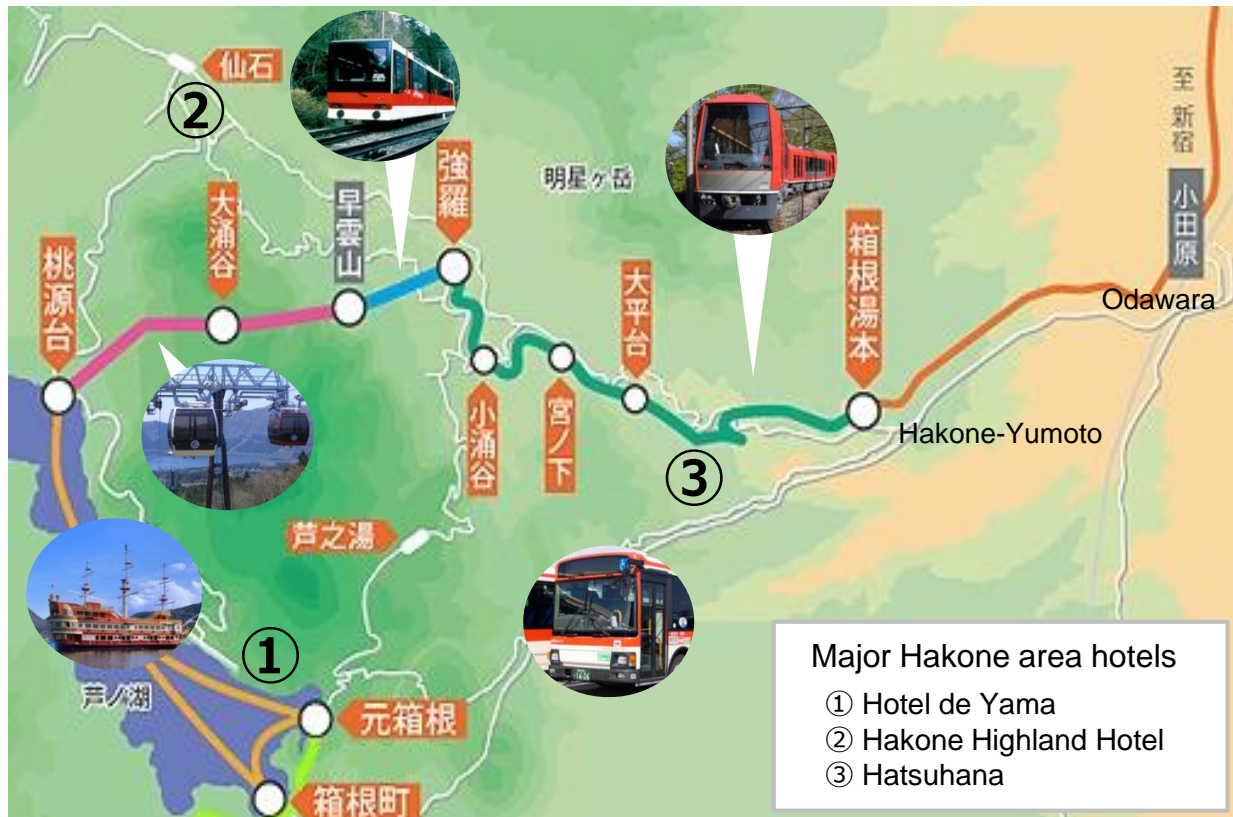 仙石
②
強羅
明星ヶ岳
至 新宿
小田原
大涌谷
早雲山
桃源台
大平台
箱根湯本
Odawara
小涌谷
宮ノ下
Hakone-Yumoto
③
芦之湯
①
芦ノ湖
元箱根
箱根町
Major Hakone area hotels
① Hotel de Yama
② Hakone Highland Hotel
③ Hatsuhana